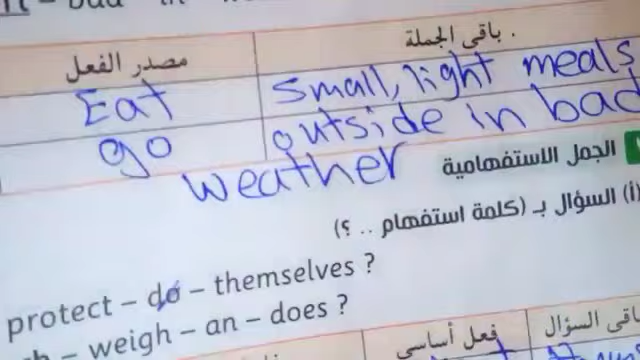 مصدر الفعل باقي الجملة .
Eat small, light meals
go outside in bad
weather
الجمل الاستفهامية
(أ) السؤال بـ (كلمة استفهام .. ؟)
protect – do – themselves ?
– weigh – an – does ?
فعل أساسي باقي السؤال